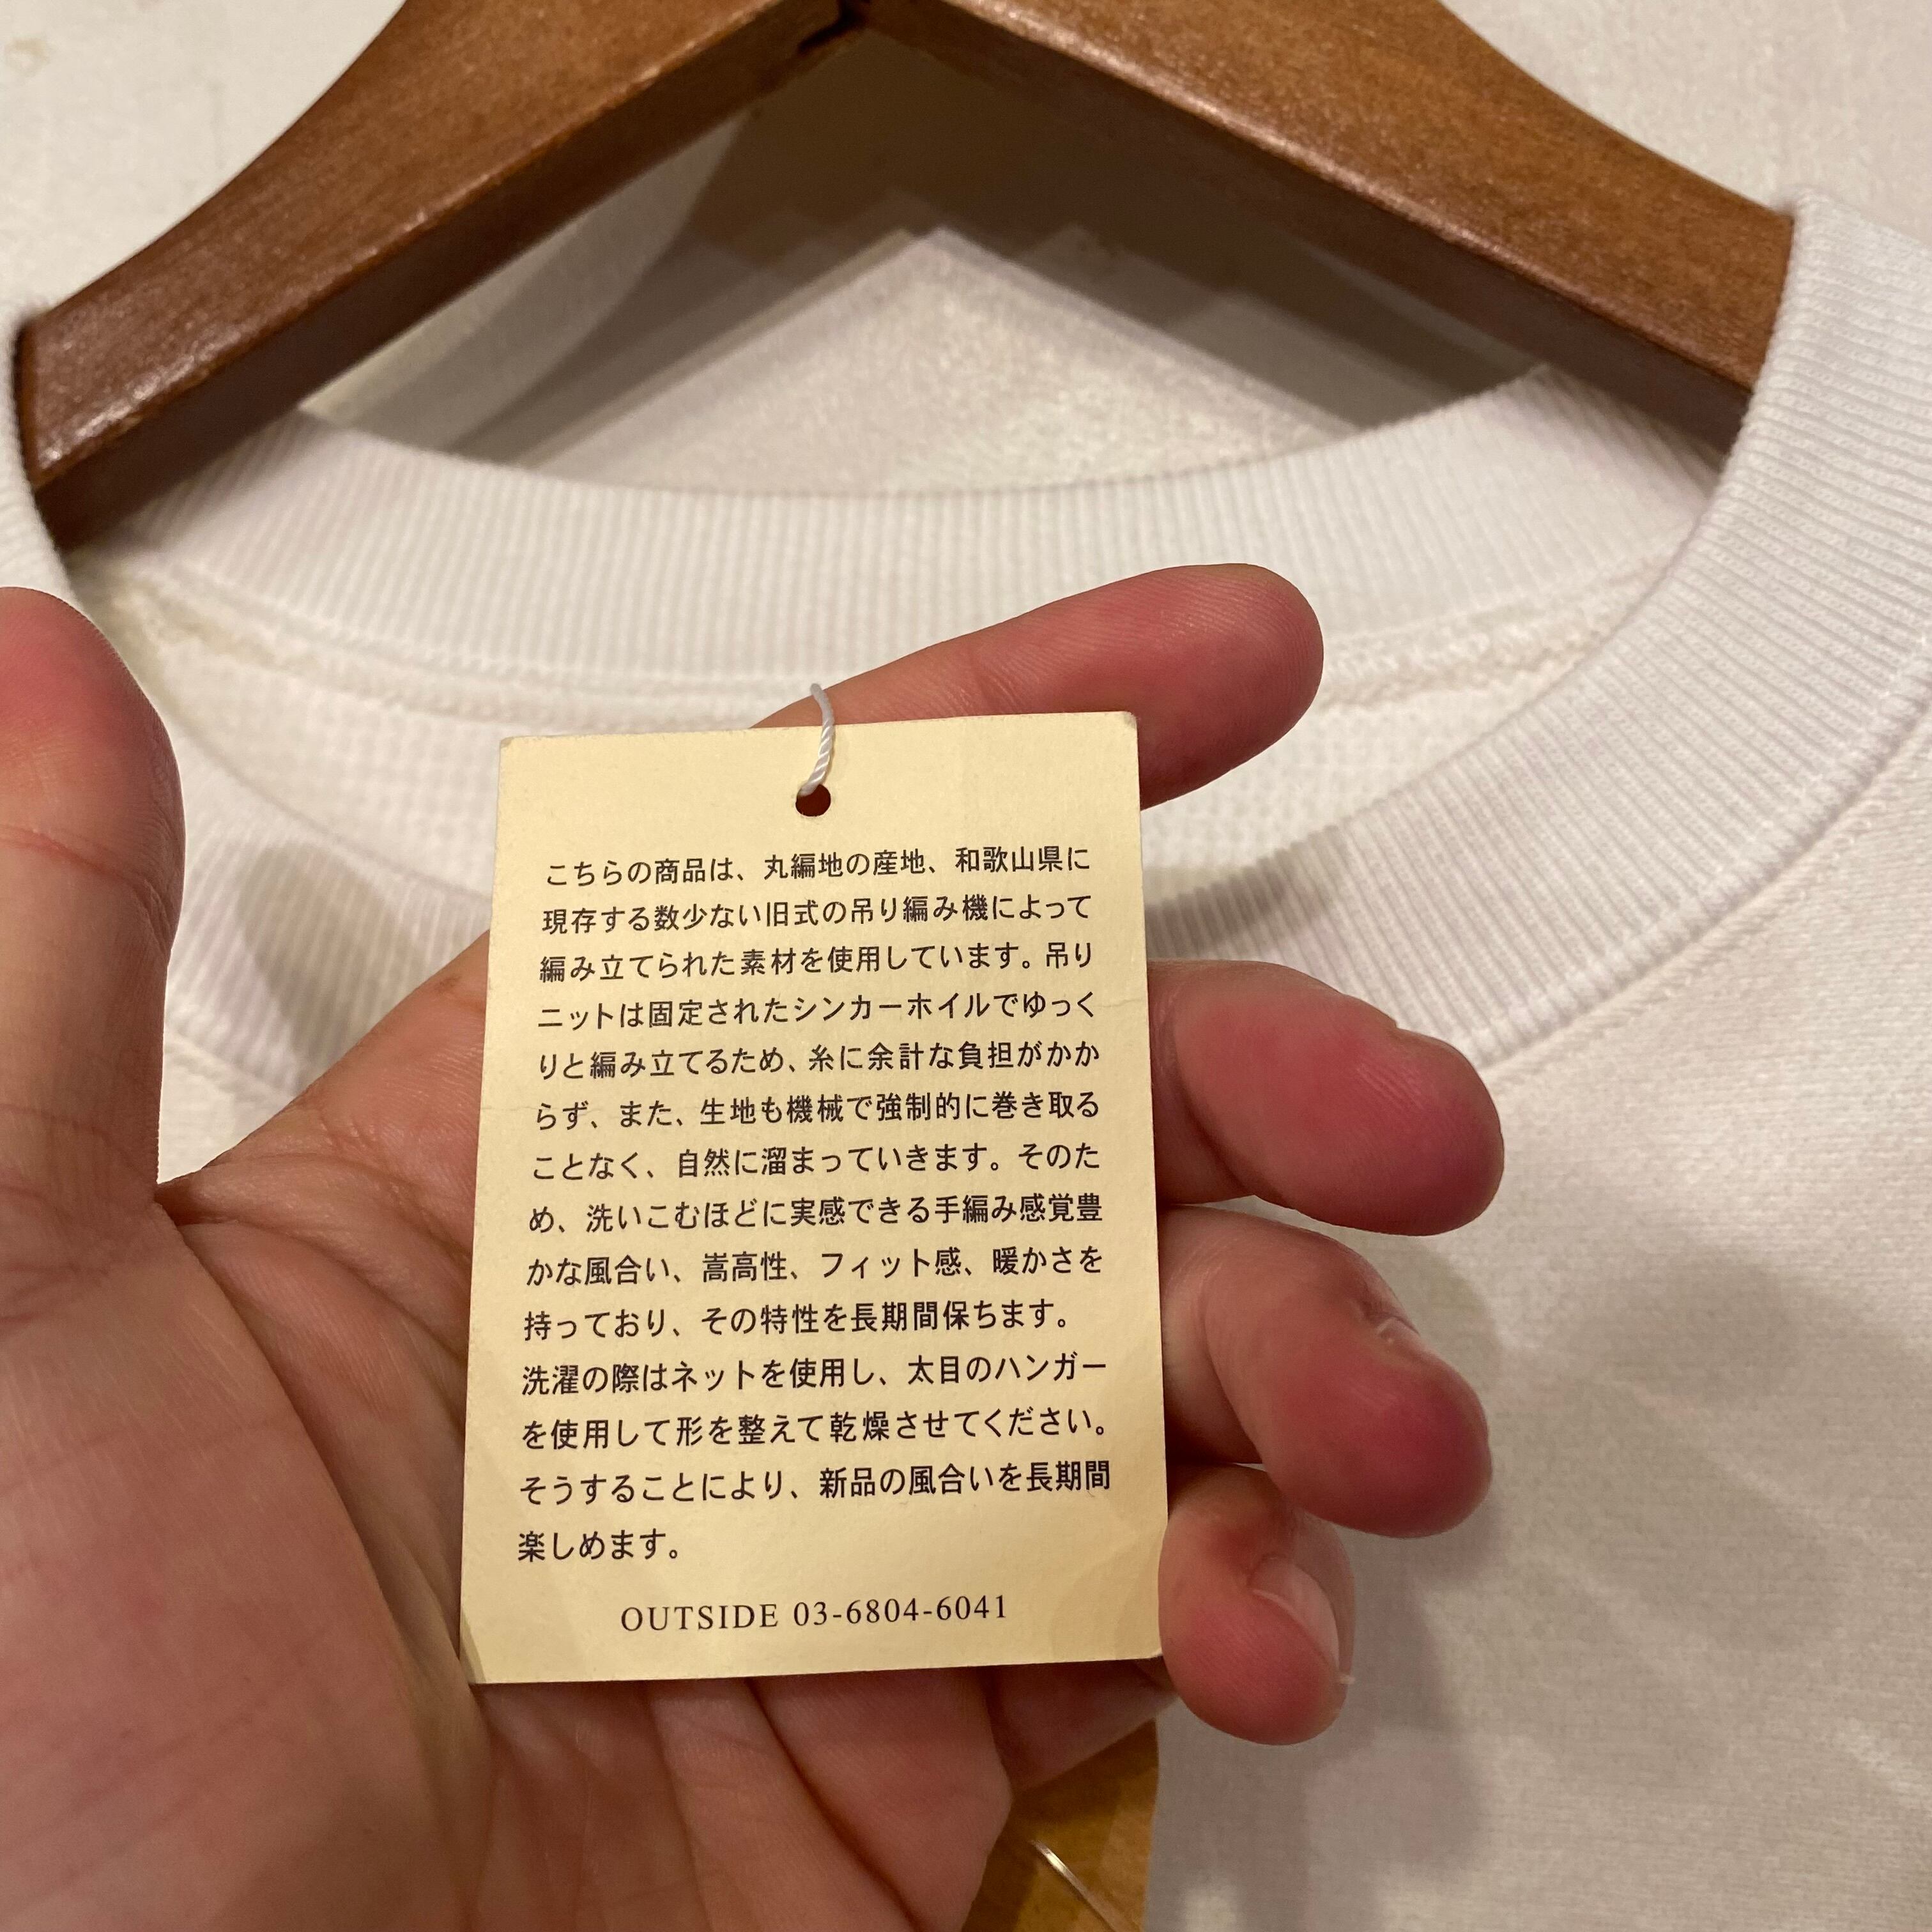 こちらの商品は、丸編地の産地、和歌山県に
現存する数少ない旧式の吊り編み機によって
編み立てられた素材を使用しています。吊り
ニットは固定されたシンカーホイルでゆっく
りと編み立てるため、糸に余計な負担がかか
らず、また、生地も機械で強制的に巻き取る
ことなく、自然に溜まっていきます。そのた
め、洗いこむほどに実感できる手編み感覚豊
かな風合い、嵩高性、フィット感、暖かさを
持っており、その特性を長期間保ちます。
洗濯の際はネットを使用し、太目のハンガー
を使用して形を整えて乾燥させてください。
そうすることにより、新品の風合いを長期間
楽しめます。
OUTSIDE 03-6804-6041